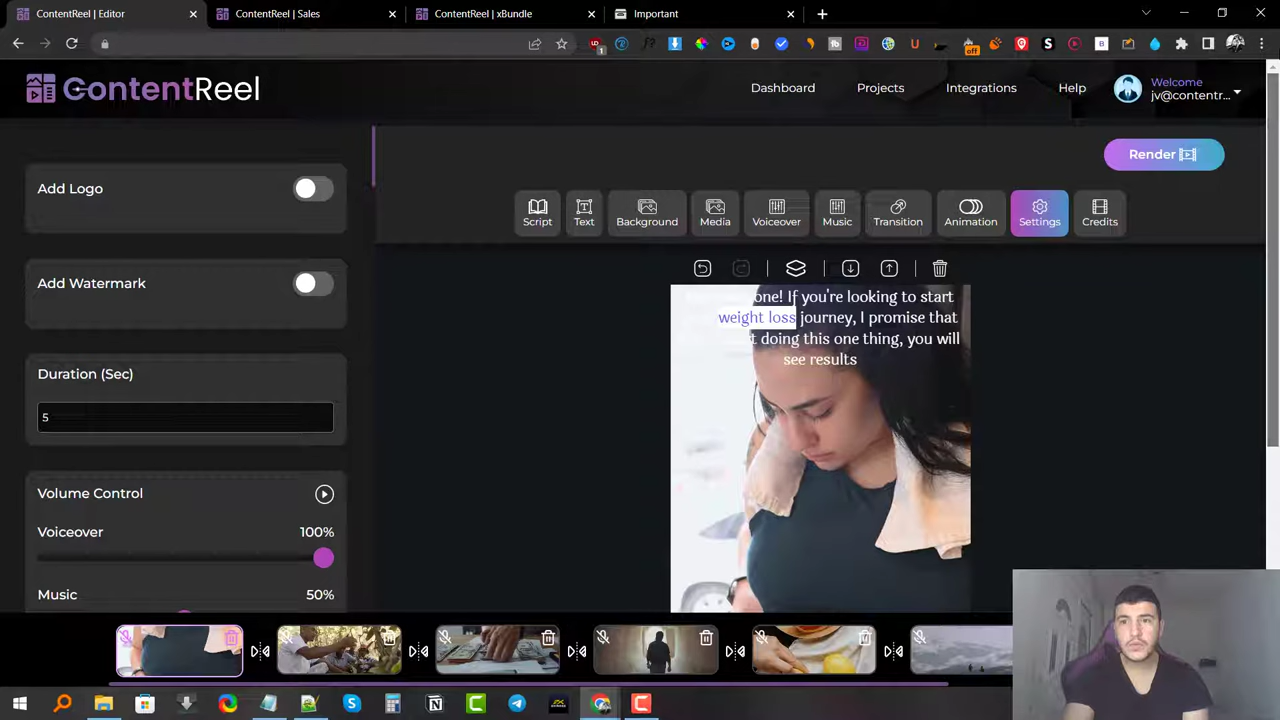 ContentReel | Editor
ContentReel | Sales
ContentReel | xBundle
Important
ContentReel
Dashboard
Projects
Integrations
Help
Welcome
jv@contentr...
Add Logo
Add Watermark
Duration (Sec)
5
Volume Control
Voiceover
100%
Music
50%
Render
Script
Text
Background
Media
Voiceover
Music
Transition
Animation
Settings
Credits
one! If you're looking to start
weight loss journey, I promise that
doing this one thing, you will
see results
off
1